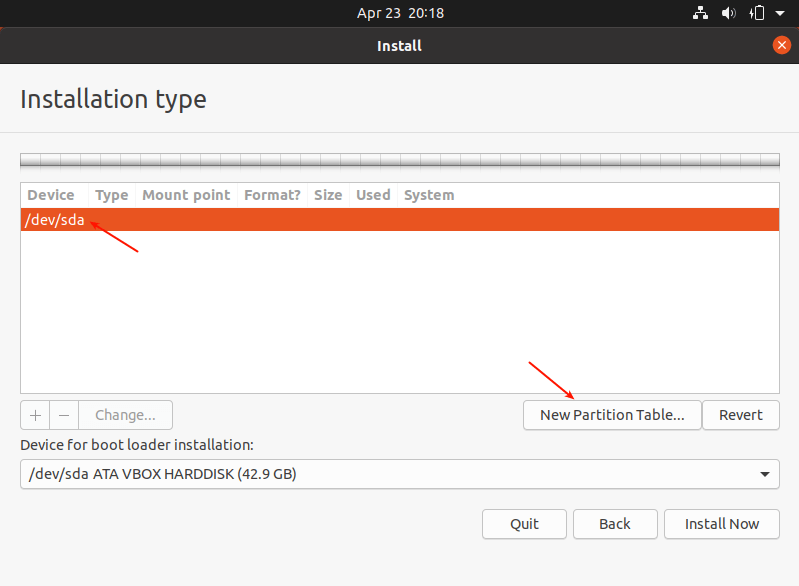 Apr 23 20:18
Install
Installation type
Device Type Mount point Format? Size Used System
/dev/sda
+ − Change... New Partition Table... Revert
Device for boot loader installation:
/dev/sda ATA VBOX HARDDISK (42.9 GB)
Quit Back Install Now